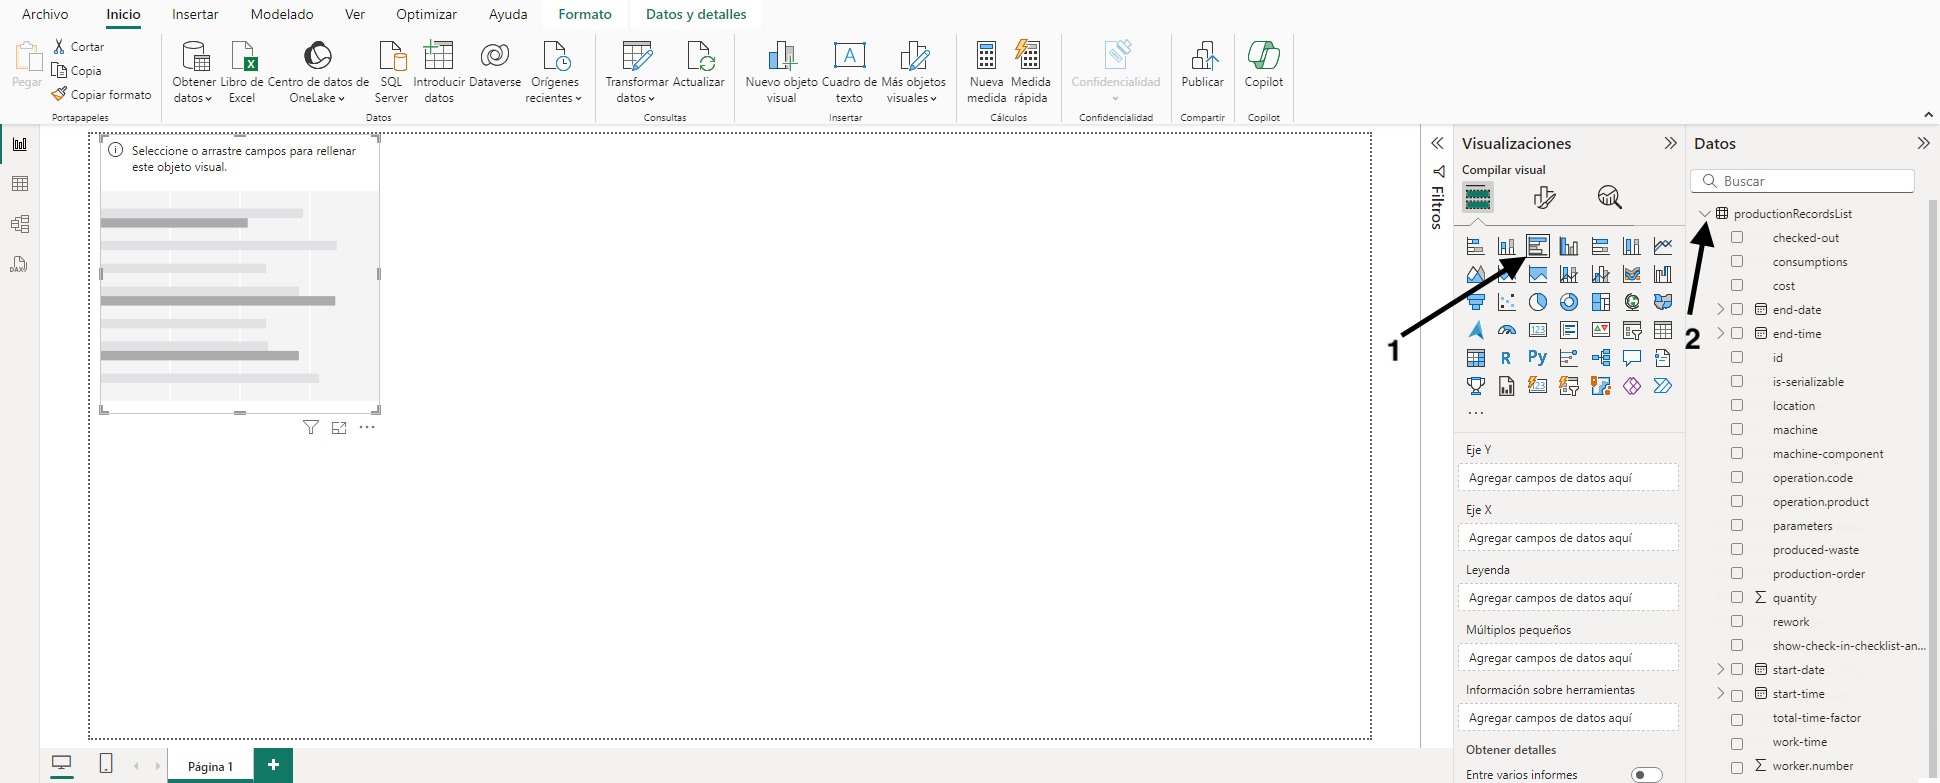 Archivo Inicio Insertar Modelado Ver Optimizar Ayuda Formato Datos y detalles
Pegar
Cortar
Copia
Copiar formato
Portapapeles
Obtener
datos
Libro de
Excel
Centro de datos de
OneLake
SQL
Server
Introducir
datos
Dataverse
Orígenes
recientes
Datos
Transformar
datos
Actualizar
Consultas
Nuevo objeto
visual
A
Cuadro de
texto
Más objetos
visuales
Insertar
Nueva
medida
Medida
rápida
Cálculos
Confidencialidad
Confidencialidad
Publicar
Compartir
Copilot
Copilot
DAX
Seleccione o arrastre campos para rellenar
este objeto visual.
Filtros
Visualizaciones
Compilar visual
1
123
R
Py
123
...
Eje Y
Agregar campos de datos aquí
Eje X
Agregar campos de datos aquí
Leyenda
Agregar campos de datos aquí
Múltiplos pequeños
Agregar campos de datos aquí
Información sobre herramientas
Agregar campos de datos aquí
Obtener detalles
Entre varios informes
Datos
Buscar
productionRecordsList
2
checked-out
consumptions
cost
end-date
end-time
id
is-serializable
location
machine
machine-component
operation.code
operation.product
parameters
produced-waste
production-order
∑ quantity
rework
show-check-in-checklist-an...
start-date
start-time
total-time-factor
work-time
∑ worker.number
Página 1
+